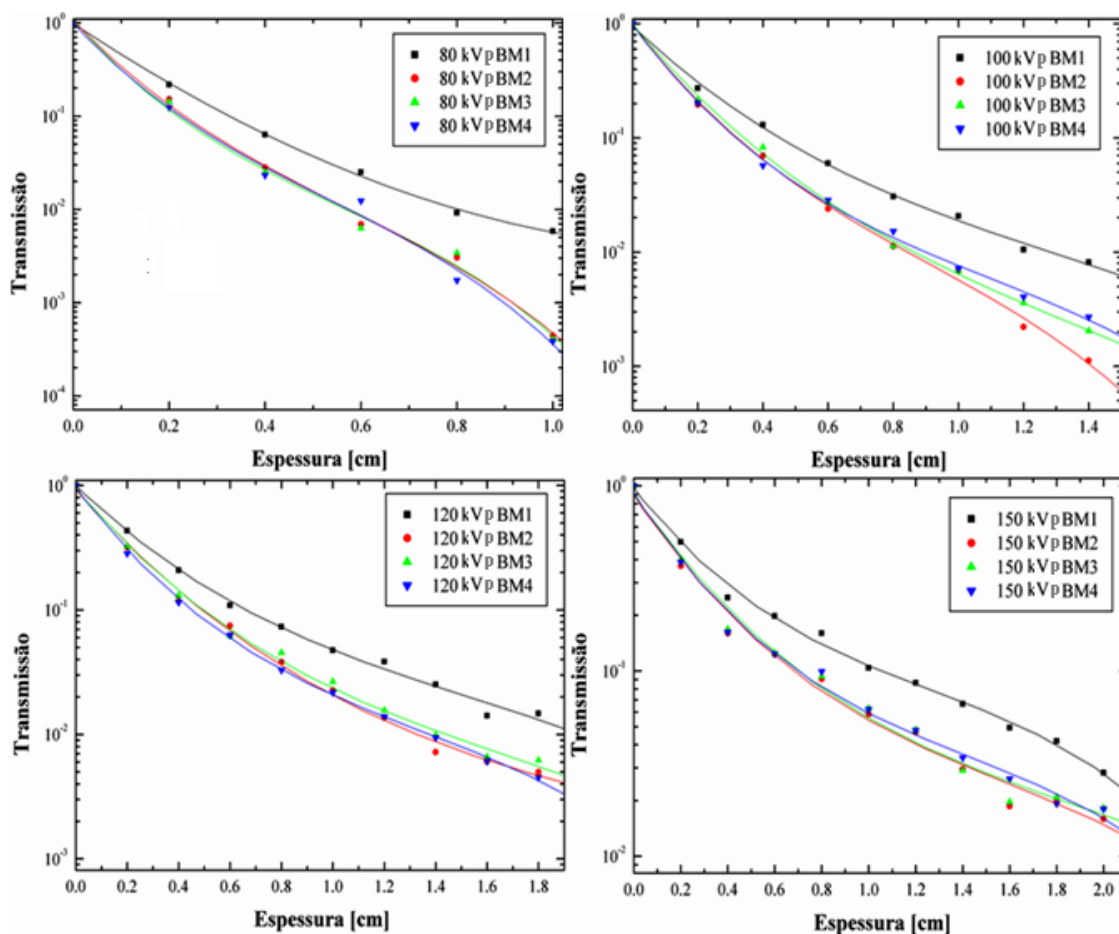 10⁰
10⁻¹
10⁻²
10⁻³
10⁻⁴
Transmissão
80 kVp BM1
80 kVp BM2
80 kVp BM3
80 kVp BM4
0.0 0.2 0.4 0.6 0.8 1.0
Espessura [cm]
10⁰
10⁻¹
10⁻²
10⁻³
Transmissão
100 kVp BM1
100 kVp BM2
100 kVp BM3
100 kVp BM4
0.0 0.2 0.4 0.6 0.8 1.0 1.2 1.4
Espessura [cm]
10⁰
10⁻¹
10⁻²
10⁻³
Transmissão
120 kVp BM1
120 kVp BM2
120 kVp BM3
120 kVp BM4
0.0 0.2 0.4 0.6 0.8 1.0 1.2 1.4 1.6 1.8
Espessura [cm]
10⁰
10⁻¹
10⁻²
Transmissão
150 kVp BM1
150 kVp BM2
150 kVp BM3
150 kVp BM4
0.0 0.2 0.4 0.6 0.8 1.0 1.2 1.4 1.6 1.8 2.0
Espessura [cm]